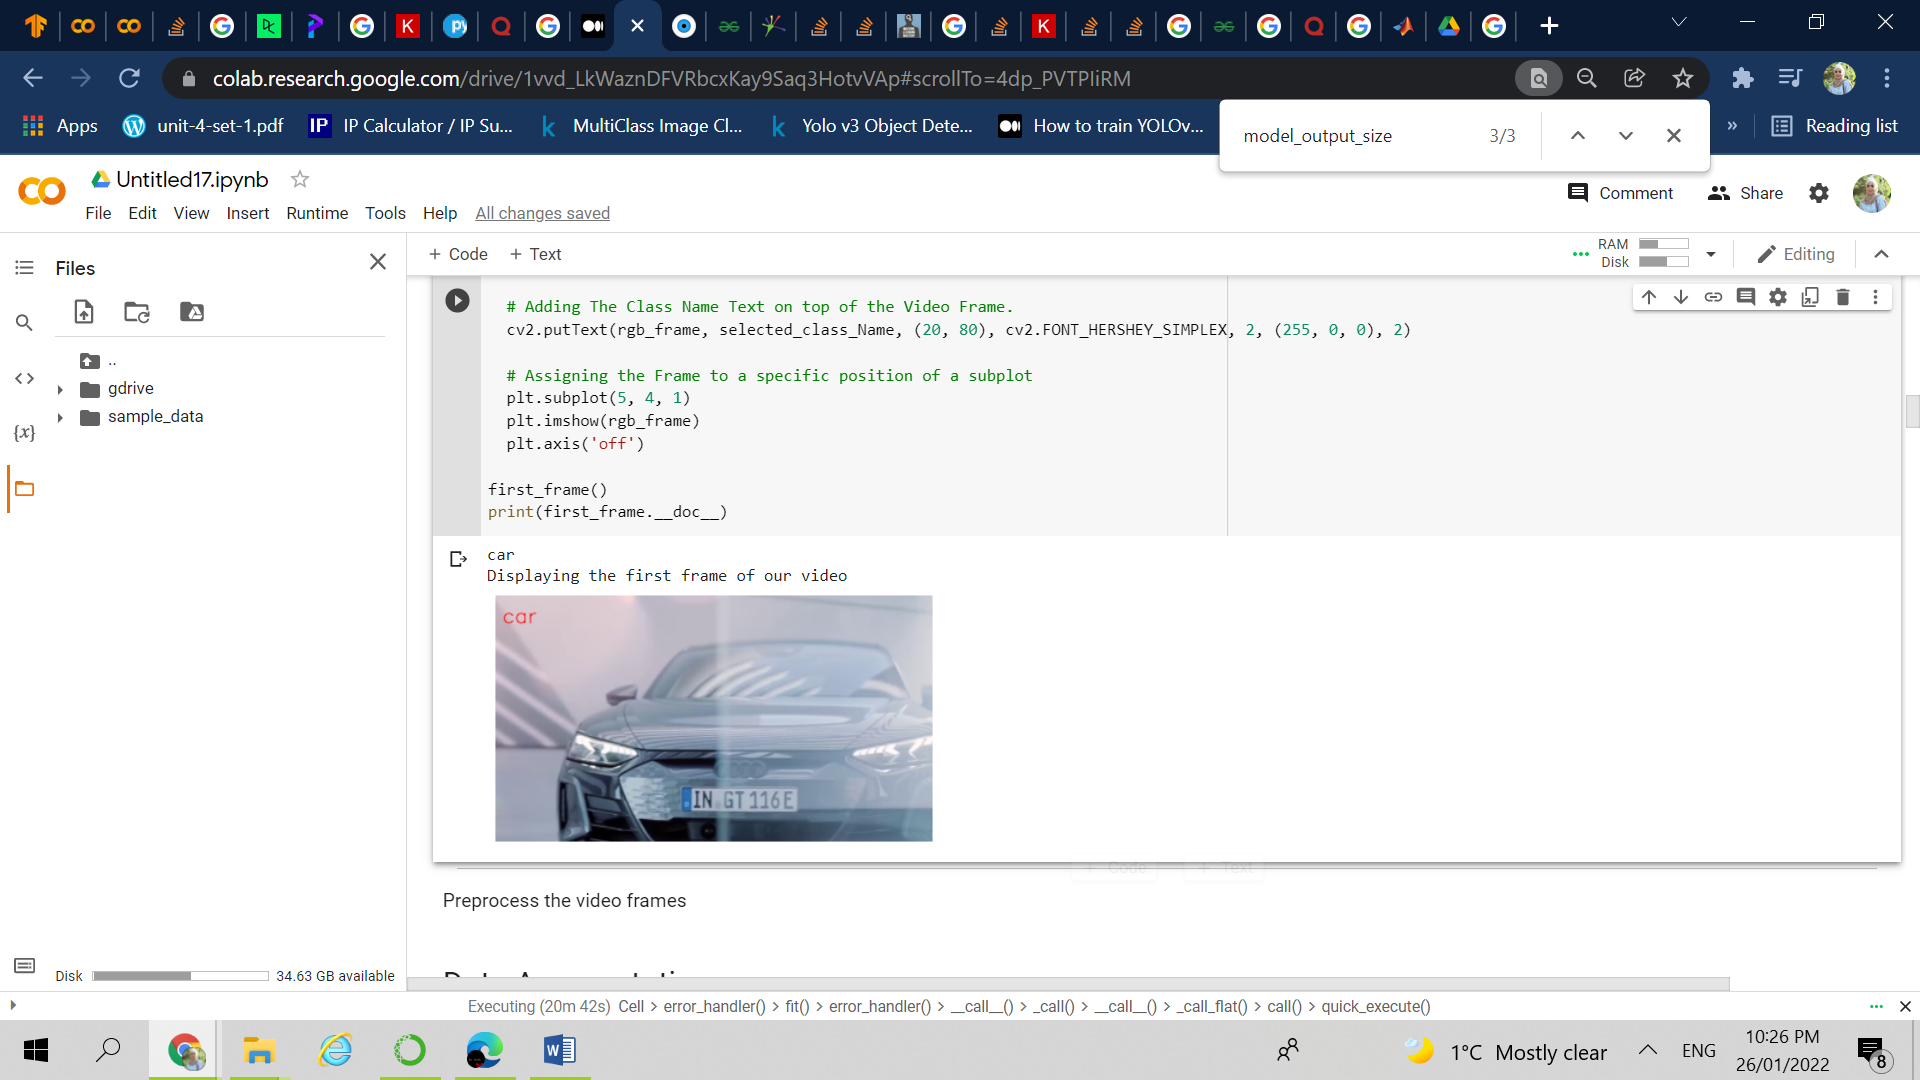 colab.research.google.com/drive/1vvd_LkWaznDFVRbcxKay9Saq3HotvVAp#scrollTo=4dp_PVTPliRM
Apps
unit-4-set-1.pdf
IP
IP Calculator / IP Su...
MultiClass Image Cl...
Yolo v3 Object Dete...
How to train YOLOv...
»
Reading list
model_output_size
3/3
Untitled17.ipynb
File Edit View Insert Runtime Tools Help All changes saved
Comment
Share
Files
+ Code + Text
RAM
Disk
Editing
..
gdrive
sample_data
{x}
# Adding The Class Name Text on top of the Video Frame.
cv2.putText(rgb_frame, selected_class_Name, (20, 80), cv2.FONT_HERSHEY_SIMPLEX, 2, (255, 0, 0), 2)
# Assigning the Frame to a specific position of a subplot
plt.subplot(5, 4, 1)
plt.imshow(rgb_frame)
plt.axis('off')
first_frame()
print(first_frame.__doc__)
car
Displaying the first frame of our video
car
IN GT 116E
+ Code + Text
Preprocess the video frames
Disk
34.63 GB available
Executing (20m 42s) Cell > error_handler() > fit() > error_handler() > __call__() > _call() > __call__() > _call_flat() > call() > quick_execute()
1°C Mostly clear
ENG
10:26 PM
26/01/2022
8